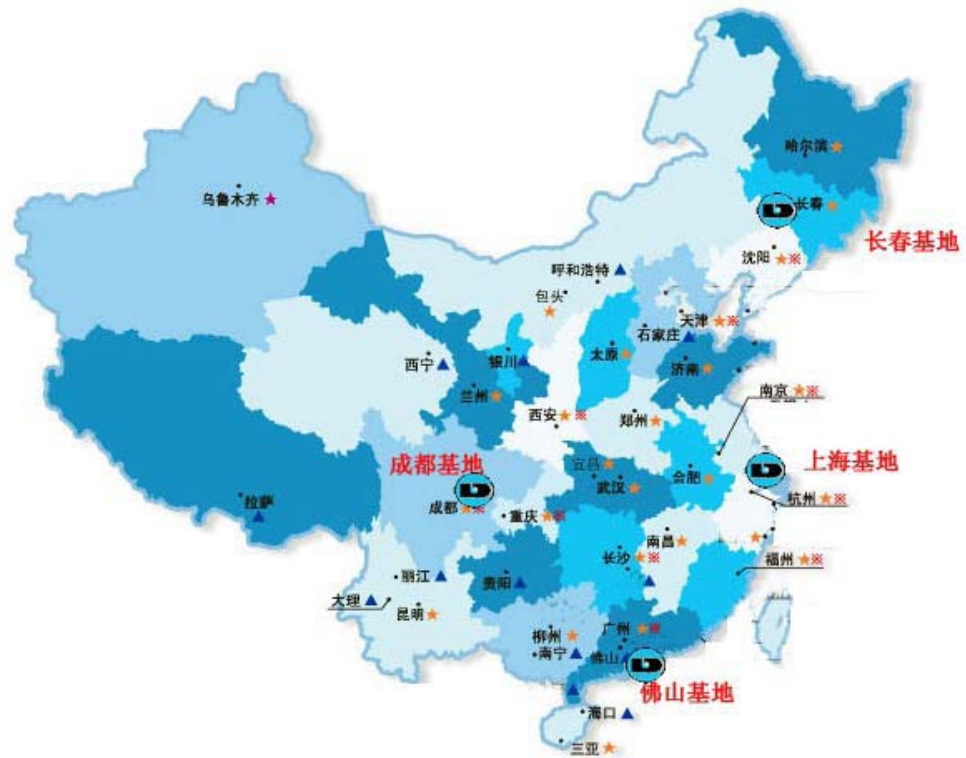 哈尔滨★
乌鲁木齐★
长春★
长春基地
沈阳★※
呼和浩特▲
包头
★
天津★※
石家庄▲
银川▲
太原★
西宁▲
济南★
兰州★
南京★※
西安★※
郑州★
成都基地
宜昌★
合肥★
上海基地
武汉★
杭州★※
拉萨
▲
成都★※
重庆★※
南昌★
长沙★※
福州★※
丽江▲
贵阳▲
大理▲
昆明★
广州★※
柳州★
南宁▲
佛山▲
佛山基地
海口▲
三亚★